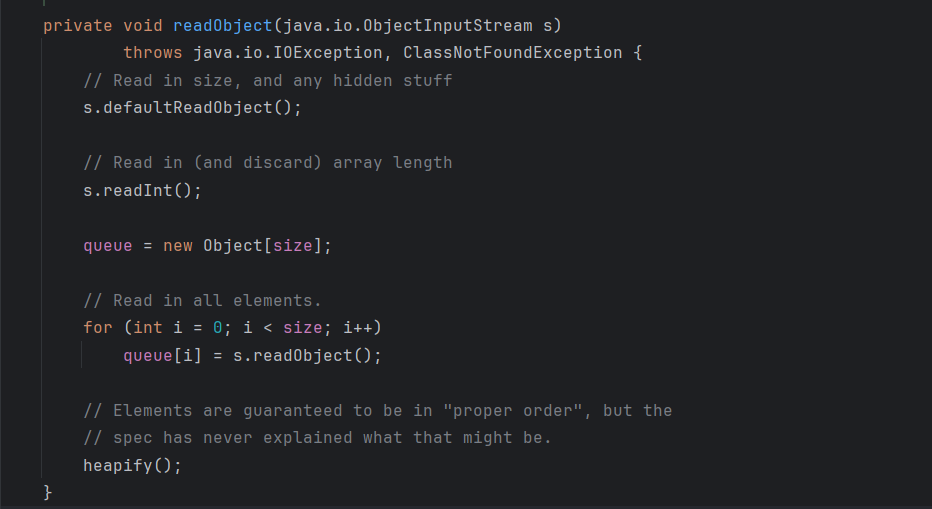 private void readObject(java.io.ObjectInputStream s)
throws java.io.IOException, ClassNotFoundException {
// Read in size, and any hidden stuff
s.defaultReadObject();
// Read in (and discard) array length
s.readInt();
queue = new Object[size];
// Read in all elements.
for (int i = 0; i < size; i++)
queue[i] = s.readObject();
// Elements are guaranteed to be in "proper order", but the
// spec has never explained what that might be.
heapify();
}